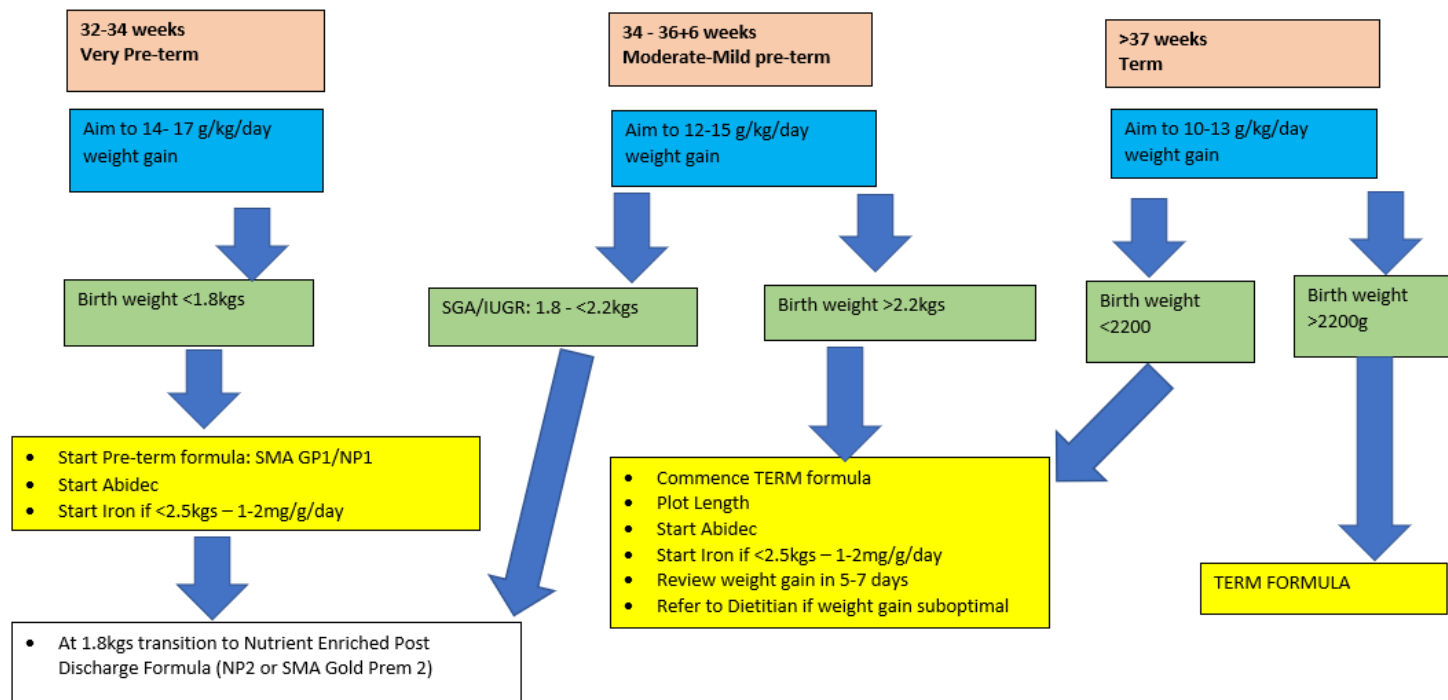 32-34 weeks
Very Pre-term
34 - 36+6 weeks
Moderate-Mild pre-term
>37 weeks
Term
Aim to 14- 17 g/kg/day
weight gain
Aim to 12-15 g/kg/day
weight gain
Aim to 10-13 g/kg/day
weight gain
Birth weight <1.8kgs
SGA/IUGR: 1.8 - <2.2kgs
Birth weight >2.2kgs
Birth weight
<2200
Birth weight
>2200g
• Start Pre-term formula: SMA GP1/NP1
• Start Abidec
• Start Iron if <2.5kgs – 1-2mg/g/day
• Commence TERM formula
• Plot Length
• Start Abidec
• Start Iron if <2.5kgs – 1-2mg/g/day
• Review weight gain in 5-7 days
• Refer to Dietitian if weight gain suboptimal
TERM FORMULA
• At 1.8kgs transition to Nutrient Enriched Post
Discharge Formula (NP2 or SMA Gold Prem 2)